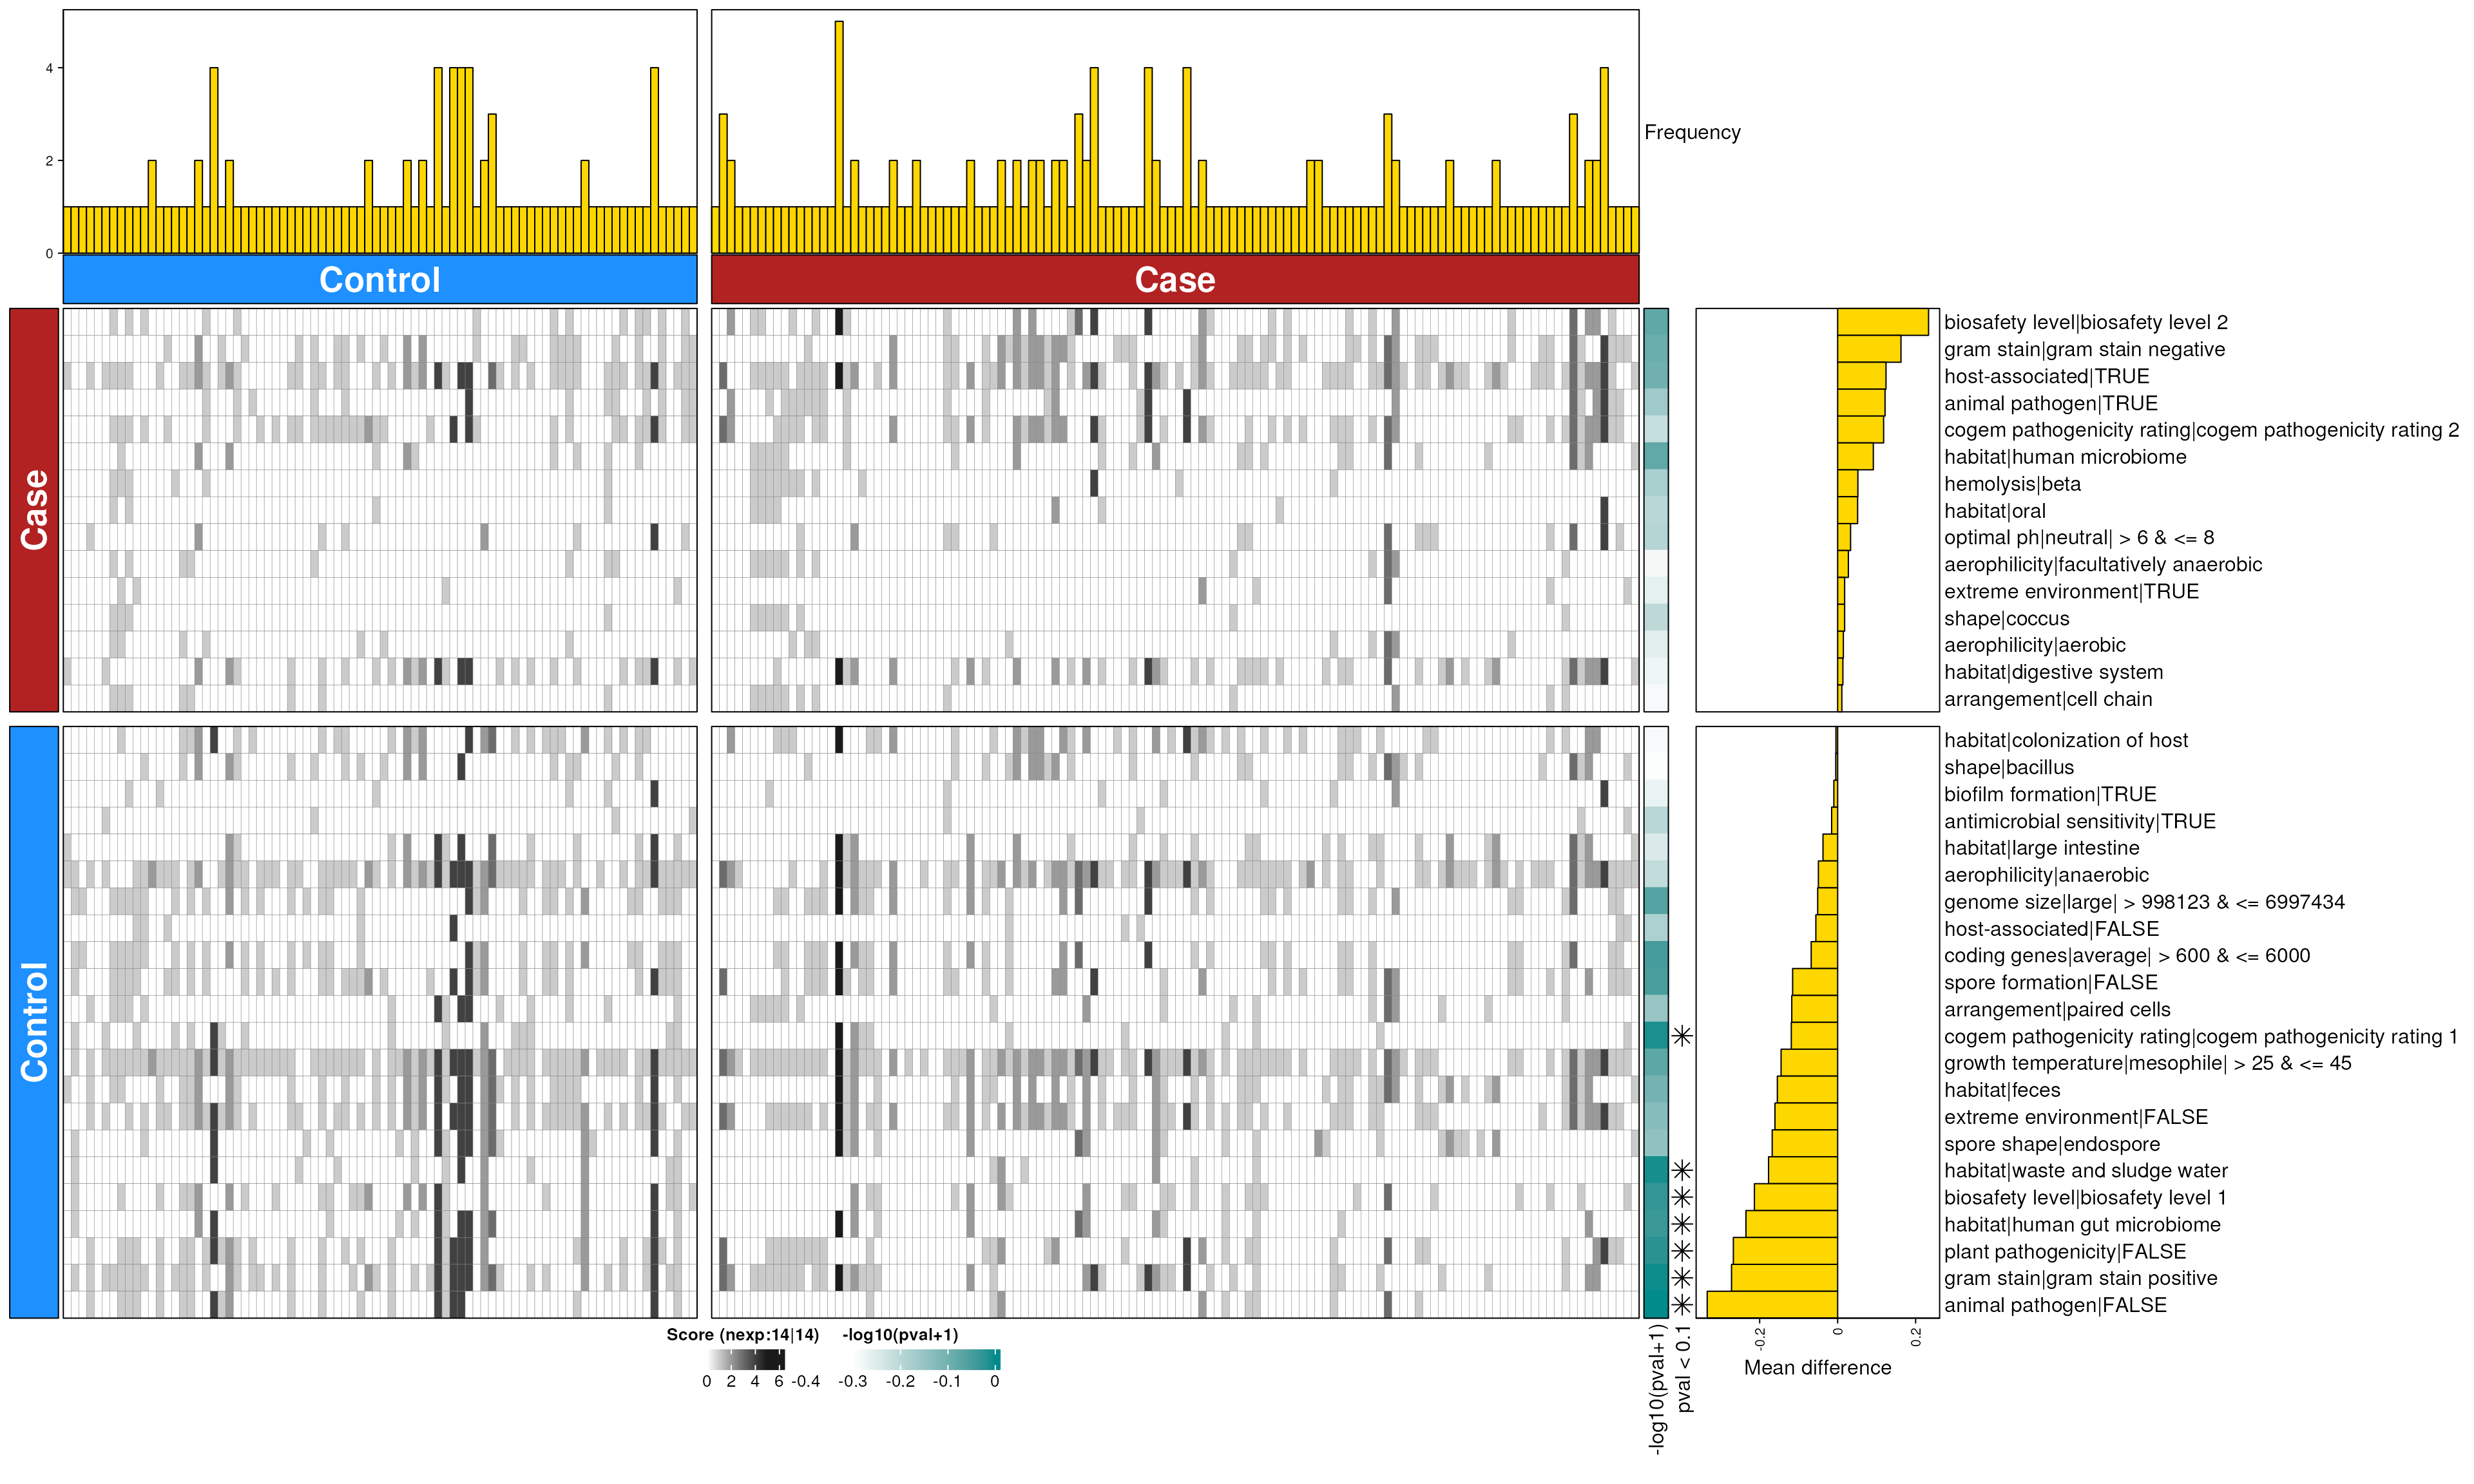 4
2
0
Frequency
Control
Case
Case
biosafety level|biosafety level 2
gram stain|gram stain negative
host-associated|TRUE
animal pathogen|TRUE
cogem pathogenicity rating|cogem pathogenicity rating 2
habitat|human microbiome
hemolysis|beta
habitat|oral
optimal ph|neutral| > 6 & <= 8
aerophilicity|facultatively anaerobic
extreme environment|TRUE
shape|coccus
aerophilicity|aerobic
habitat|digestive system
arrangement|cell chain
Control
habitat|colonization of host
shape|bacillus
biofilm formation|TRUE
antimicrobial sensitivity|TRUE
habitat|large intestine
aerophilicity|anaerobic
genome size|large| > 998123 & <= 6997434
host-associated|FALSE
coding genes|average| > 600 & <= 6000
spore formation|FALSE
arrangement|paired cells
cogem pathogenicity rating|cogem pathogenicity rating 1
growth temperature|mesophile| > 25 & <= 45
habitat|feces
extreme environment|FALSE
spore shape|endospore
habitat|waste and sludge water
biosafety level|biosafety level 1
habitat|human gut microbiome
plant pathogenicity|FALSE
gram stain|gram stain positive
animal pathogen|FALSE
-log10(pval+1)
pval < 0.1
-0.2 0 0.2
Mean difference
Score (nexp:14|14) -log10(pval+1)
0 2 4 6 -0.4 -0.3 -0.2 -0.1 0